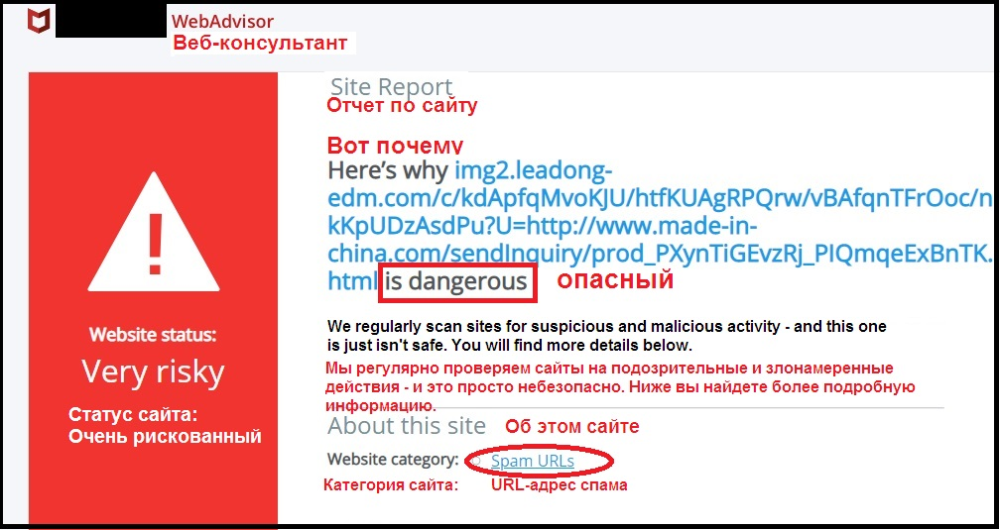 WebAdvisor
Веб-консультант
Site Report
Отчет по сайту
Вот почему
Here's why img2.leadong-
edm.com/c/kdApfqMvoKJU/htfKUAgRPQrw/vBAfqnTFrOoc/n
kKpUDzAsdPu?U=http://www.made-in-
china.com/sendInquiry/prod_PXynTiGEvzRj_PIQmqeExBnTK.
html is dangerous опасный
We regularly scan sites for suspicious and malicious activity - and this one
is just isn't safe. You will find more details below.
Мы регулярно проверяем сайты на подозрительные и злонамеренные
действия - и это просто небезопасно. Ниже вы найдете более подробную
информацию.
Website status:
Very risky
Статус сайта:
Очень рискованный
About this site Об этом сайте
Website category: Spam URLs
Категория сайта: URL-адрес спама